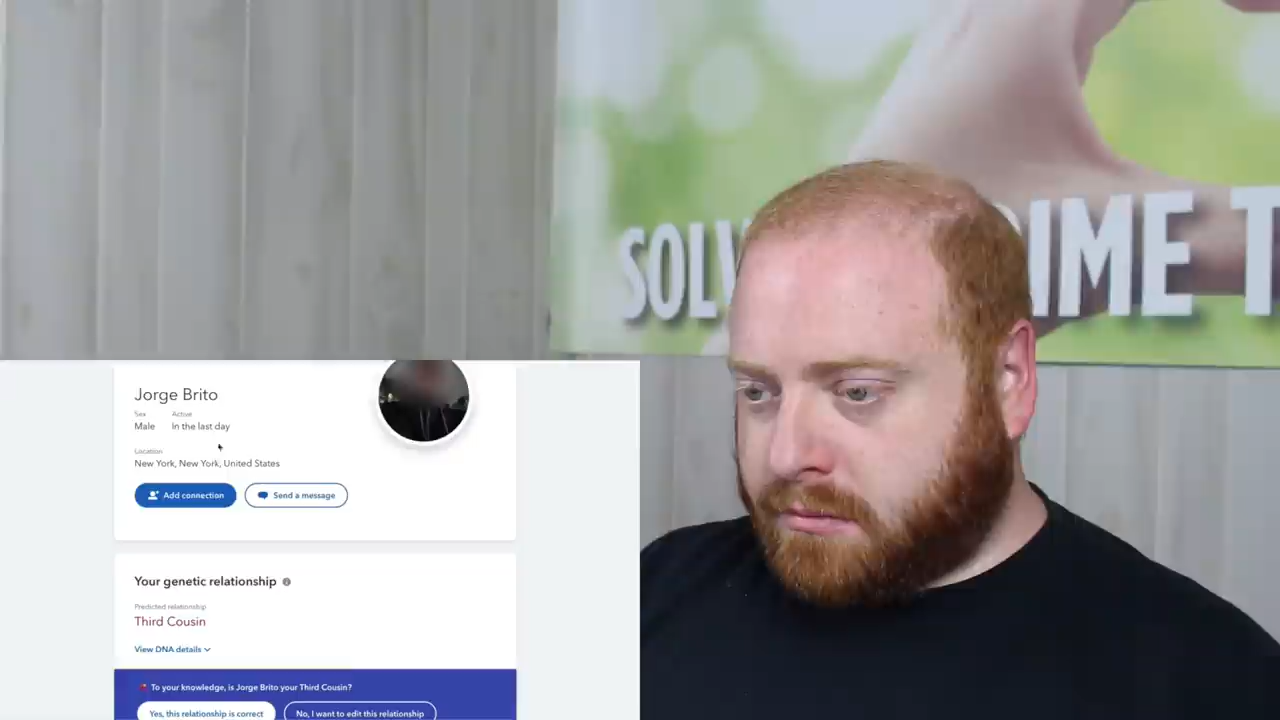 SOLV RIME T
Jorge Brito
Sex Active
Male In the last day
Location
New York, New York, United States
Add connection Send a message
Your genetic relationship
Predicted relationship
Third Cousin
View DNA details
To your knowledge, is Jorge Brito your Third Cousin?
Yes, this relationship is correct No, I want to edit this relationship